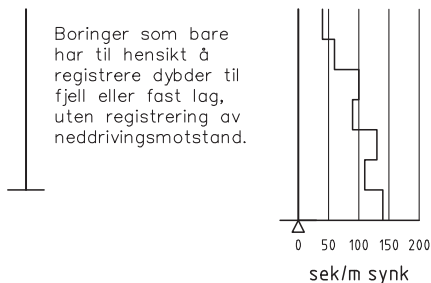 Boringer som bare
har til hensikt å
registrere dybder til
fjell eller fast lag,
uten registrering av
neddrivingsmotstand.
0 50 100 150 200
sek/m synk